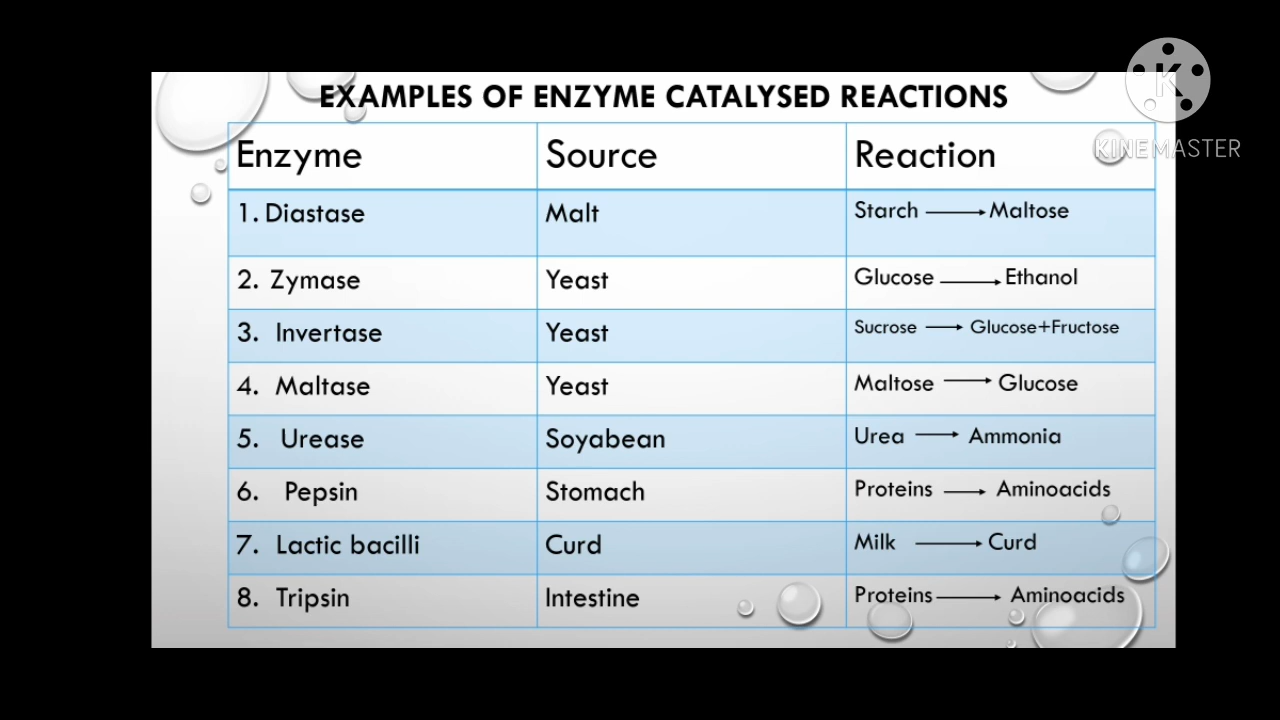 EXAMPLES OF ENZYME CATALYSED REACTIONS
K
KINEMASTER
Enzyme Source Reaction
1. Diastase Malt Starch → Maltose
2. Zymase Yeast Glucose → Ethanol
3. Invertase Yeast Sucrose → Glucose+Fructose
4. Maltase Yeast Maltose → Glucose
5. Urease Soyabean Urea → Ammonia
6. Pepsin Stomach Proteins → Aminoacids
7. Lactic bacilli Curd Milk → Curd
8. Tripsin Intestine Proteins → Aminoacids